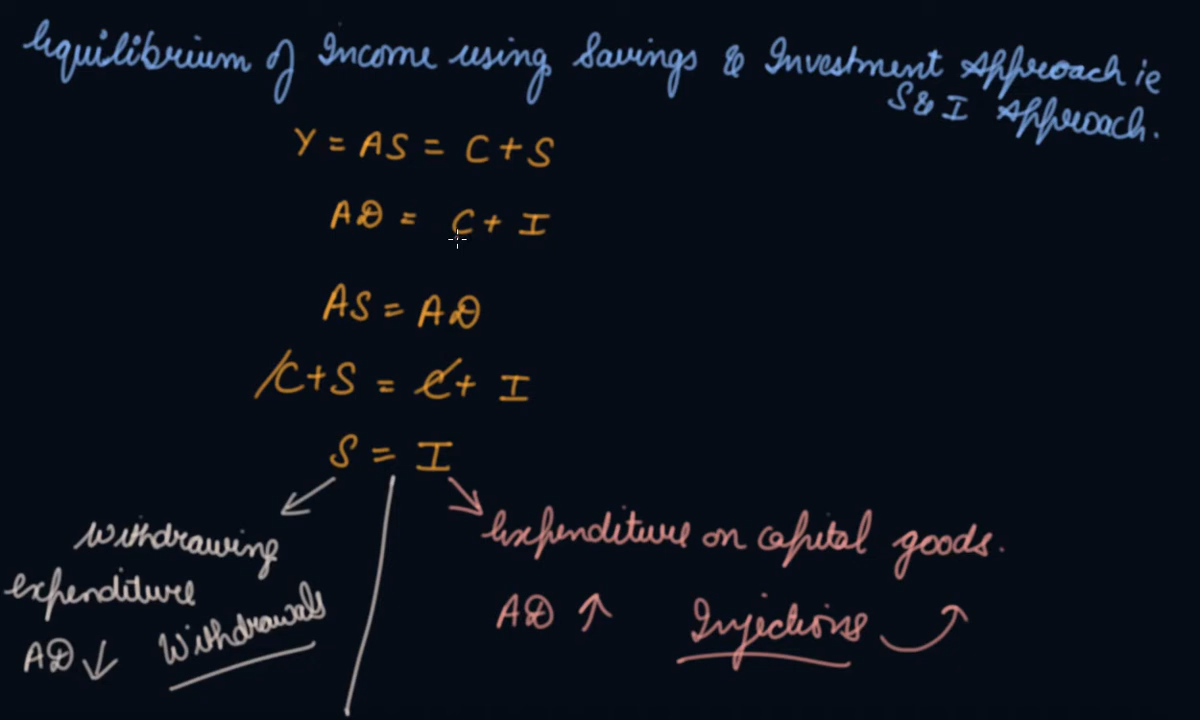 Equilibrium of Income using Savings & Investment Approach ie
S & I Approach.
Y = AS = C + S
AD = C + I
AS = AD
C + S = C + I
S = I
withdrawing
expenditure
AD ↓ Withdrawals
Expenditure on capital goods.
AD ↑ Injections